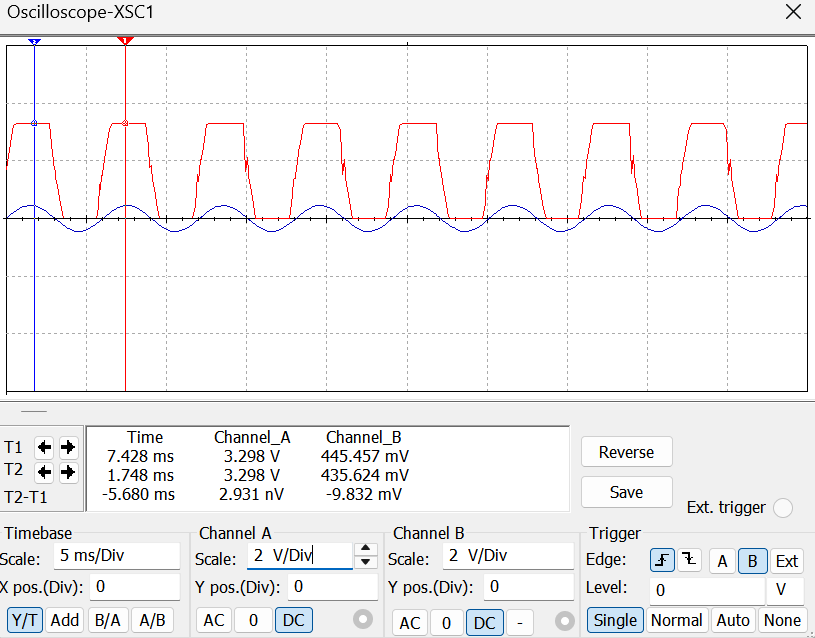 Oscilloscope-XSC1
2 1
Time Channel_A Channel_B
T1 7.428 ms 3.298 V 445.457 mV
T2 1.748 ms 3.298 V 435.624 mV
T2-T1 -5.680 ms 2.931 nV -9.832 mV
Reverse
Save
Ext. trigger
Timebase
Scale: 5 ms/Div
X pos.(Div): 0
Y/T Add B/A A/B
Channel A
Scale: 2 V/Div
Y pos.(Div): 0
AC 0 DC
Channel B
Scale: 2 V/Div
Y pos.(Div): 0
AC 0 DC -
Trigger
Edge: A B Ext
Level: 0 V
Single Normal Auto None